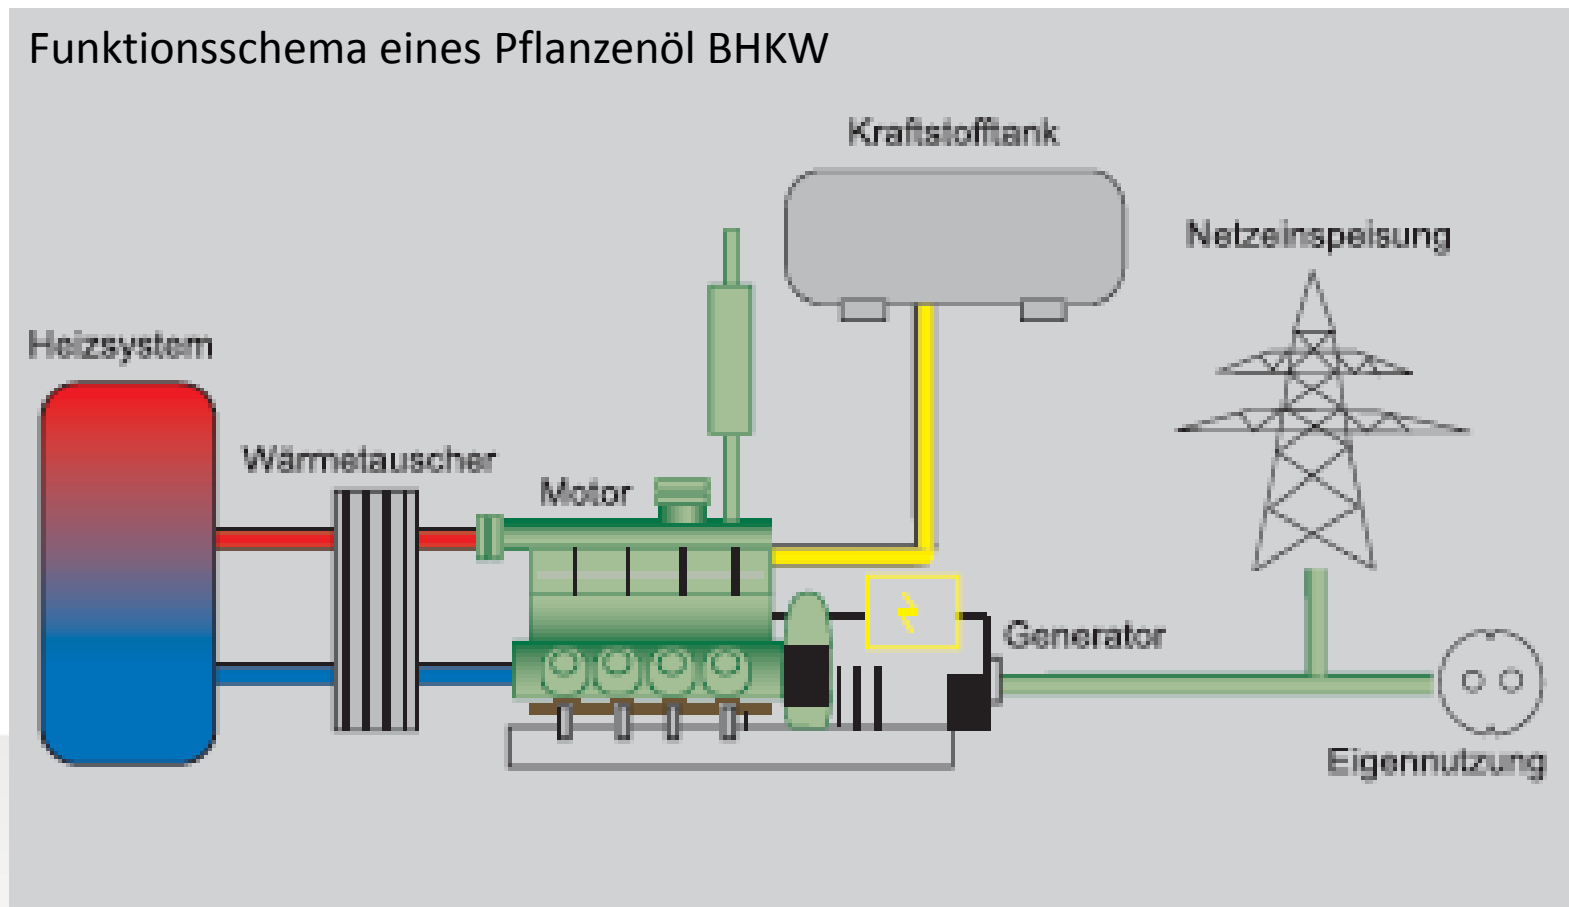 Funktionsschema eines Pflanzenöl BHKW
Kraftstofftank
Netzeinspeisung
Heizsystem
Wärmetauscher
Motor
Generator
Eigennutzung